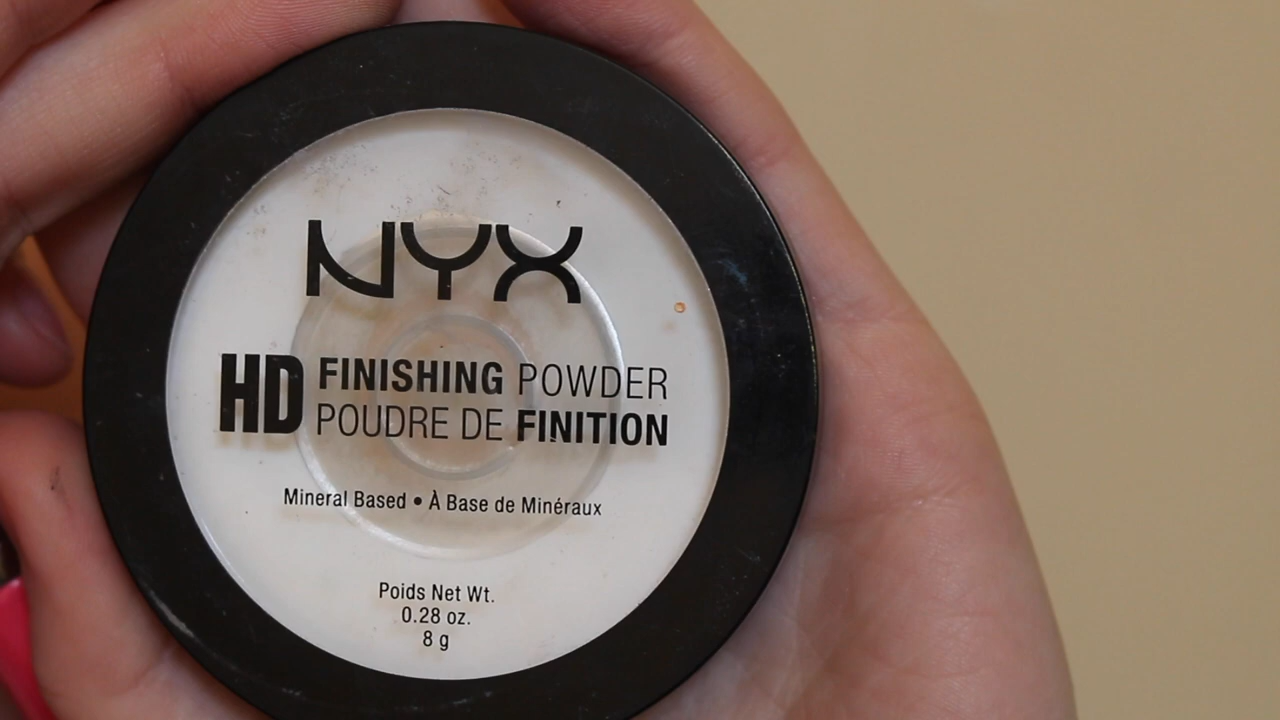 NYX
HD FINISHING POWDER
POUDRE DE FINITION
Mineral Based • À Base de Minéraux
Poids Net Wt.
0.28 oz.
8 g